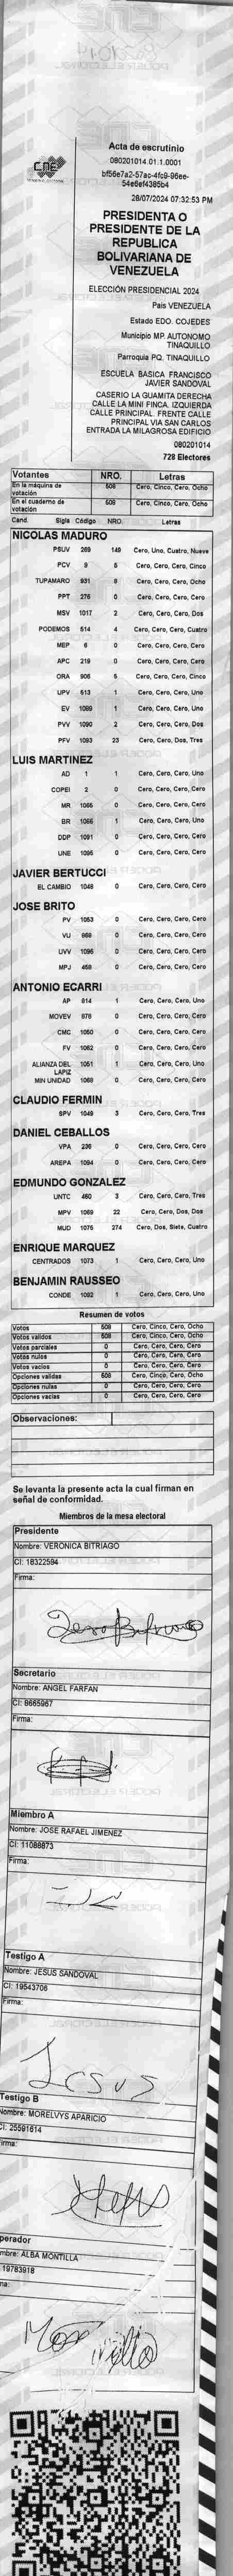 Acta de escrutinio
080201014.01.1.0001
bf56e7a2-57ac-4fc9-96ee-
54e6ef4385b4
28/07/2024 07:32:53 PM
PRESIDENTA O
PRESIDENTE DE LA
REPUBLICA
BOLIVARIANA DE
VENEZUELA
ELECCIÓN PRESIDENCIAL 2024
Pais VENEZUELA
Estado EDO. COJEDES
Municipio MP. AUTONOMO
TINAQUILLO
Parroquia PQ. TINAQUILLO
ESCUELA BASICA FRANCISCO
JAVIER SANDOVAL
CASERIO LA GUAMITA DERECHA
CALLE LA MINI FINCA. IZQUIERDA
CALLE PRINCIPAL. FRENTE CALLE
PRINCIPAL VIA SAN CARLOS
ENTRADA LA MILAGROSA EDIFICIO
080201014
728 Electores
Votantes NRO. Letras
En la máquina de votación 508 Cero, Cinco, Cero, Ocho
En el cuaderno de votación 508 Cero, Cinco, Cero, Ocho
Cand. Sigla Código NRO. Letras
NICOLAS MADURO
PSUV 269 149 Cero, Uno, Cuatro, Nueve
PCV 8 5 Cero, Cero, Cero, Cinco
TUPAMARO 931 8 Cero, Cero, Cero, Ocho
PPT 276 0 Cero, Cero, Cero, Cero
MSV 1017 2 Cero, Cero, Cero, Dos
PODEMOS 514 4 Cero, Cero, Cero, Cuatro
MEP 6 0 Cero, Cero, Cero, Cero
APC 219 0 Cero, Cero, Cero, Cero
ORA 906 5 Cero, Cero, Cero, Cinco
UPV 613 1 Cero, Cero, Cero, Uno
EV 1089 1 Cero, Cero, Cero, Uno
PVV 1090 2 Cero, Cero, Cero, Dos
PFV 1093 23 Cero, Cero, Dos, Tres
LUIS MARTINEZ
AD 1 1 Cero, Cero, Cero, Uno
COPEI 2 0 Cero, Cero, Cero, Cero
MR 1065 0 Cero, Cero, Cero, Cero
BR 1066 1 Cero, Cero, Cero, Uno
DDP 1091 0 Cero, Cero, Cero, Cero
UNE 1095 0 Cero, Cero, Cero, Cero
JAVIER BERTUCCI
EL CAMBIO 1048 0 Cero, Cero, Cero, Cero
JOSE BRITO
PV 1053 0 Cero, Cero, Cero, Cero
VU 868 0 Cero, Cero, Cero, Cero
UVV 1096 0 Cero, Cero, Cero, Cero
MPJ 458 0 Cero, Cero, Cero, Cero
ANTONIO ECARRI
AP 814 1 Cero, Cero, Cero, Uno
MOVEV 878 0 Cero, Cero, Cero, Cero
CMC 1050 0 Cero, Cero, Cero, Cero
FV 1062 0 Cero, Cero, Cero, Cero
ALIANZA DEL LAPIZ 1051 1 Cero, Cero, Cero, Uno
MIN UNIDAD 1068 0 Cero, Cero, Cero, Cero
CLAUDIO FERMIN
SPV 1049 3 Cero, Cero, Cero, Tres
DANIEL CEBALLOS
VPA 236 0 Cero, Cero, Cero, Cero
AREPA 1094 0 Cero, Cero, Cero, Cero
EDMUNDO GONZALEZ
UNTC 460 3 Cero, Cero, Cero, Tres
MPV 1069 22 Cero, Cero, Dos, Dos
MUD 1075 274 Cero, Dos, Siete, Cuatro
ENRIQUE MARQUEZ
CENTRADOS 1073 1 Cero, Cero, Cero, Uno
BENJAMIN RAUSSEO
CONDE 1092 1 Cero, Cero, Cero, Uno
Resumen de votos
Votos 508 Cero, Cinco, Cero, Ocho
Votos validos 508 Cero, Cinco, Cero, Ocho
Votos parciales 0 Cero, Cero, Cero, Cero
Votos nulos 0 Cero, Cero, Cero, Cero
Votos vacios 0 Cero, Cero, Cero, Cero
Opciones validas 508 Cero, Cinco, Cero, Ocho
Opciones nulas 0 Cero, Cero, Cero, Cero
Opciones vacias 0 Cero, Cero, Cero, Cero
Observaciones:
Se levanta la presente acta la cual firman en
señal de conformidad.
Miembros de la mesa electoral
Presidente
Nombre: VERONICA BITRIAGO
CI: 18322594
Firma:
Secretario
Nombre: ANGEL FARFAN
CI: 8665967
Firma:
Miembro A
Nombre: JOSE RAFAEL JIMENEZ
CI: 11088873
Firma:
Testigo A
Nombre: JESUS SANDOVAL
CI: 19543706
Firma:
Jesus
Testigo B
Nombre: MORELVYS APARICIO
CI: 25591614
irma:
perador
mbre: ALBA MONTILLA
19783918
ma:
Montillo